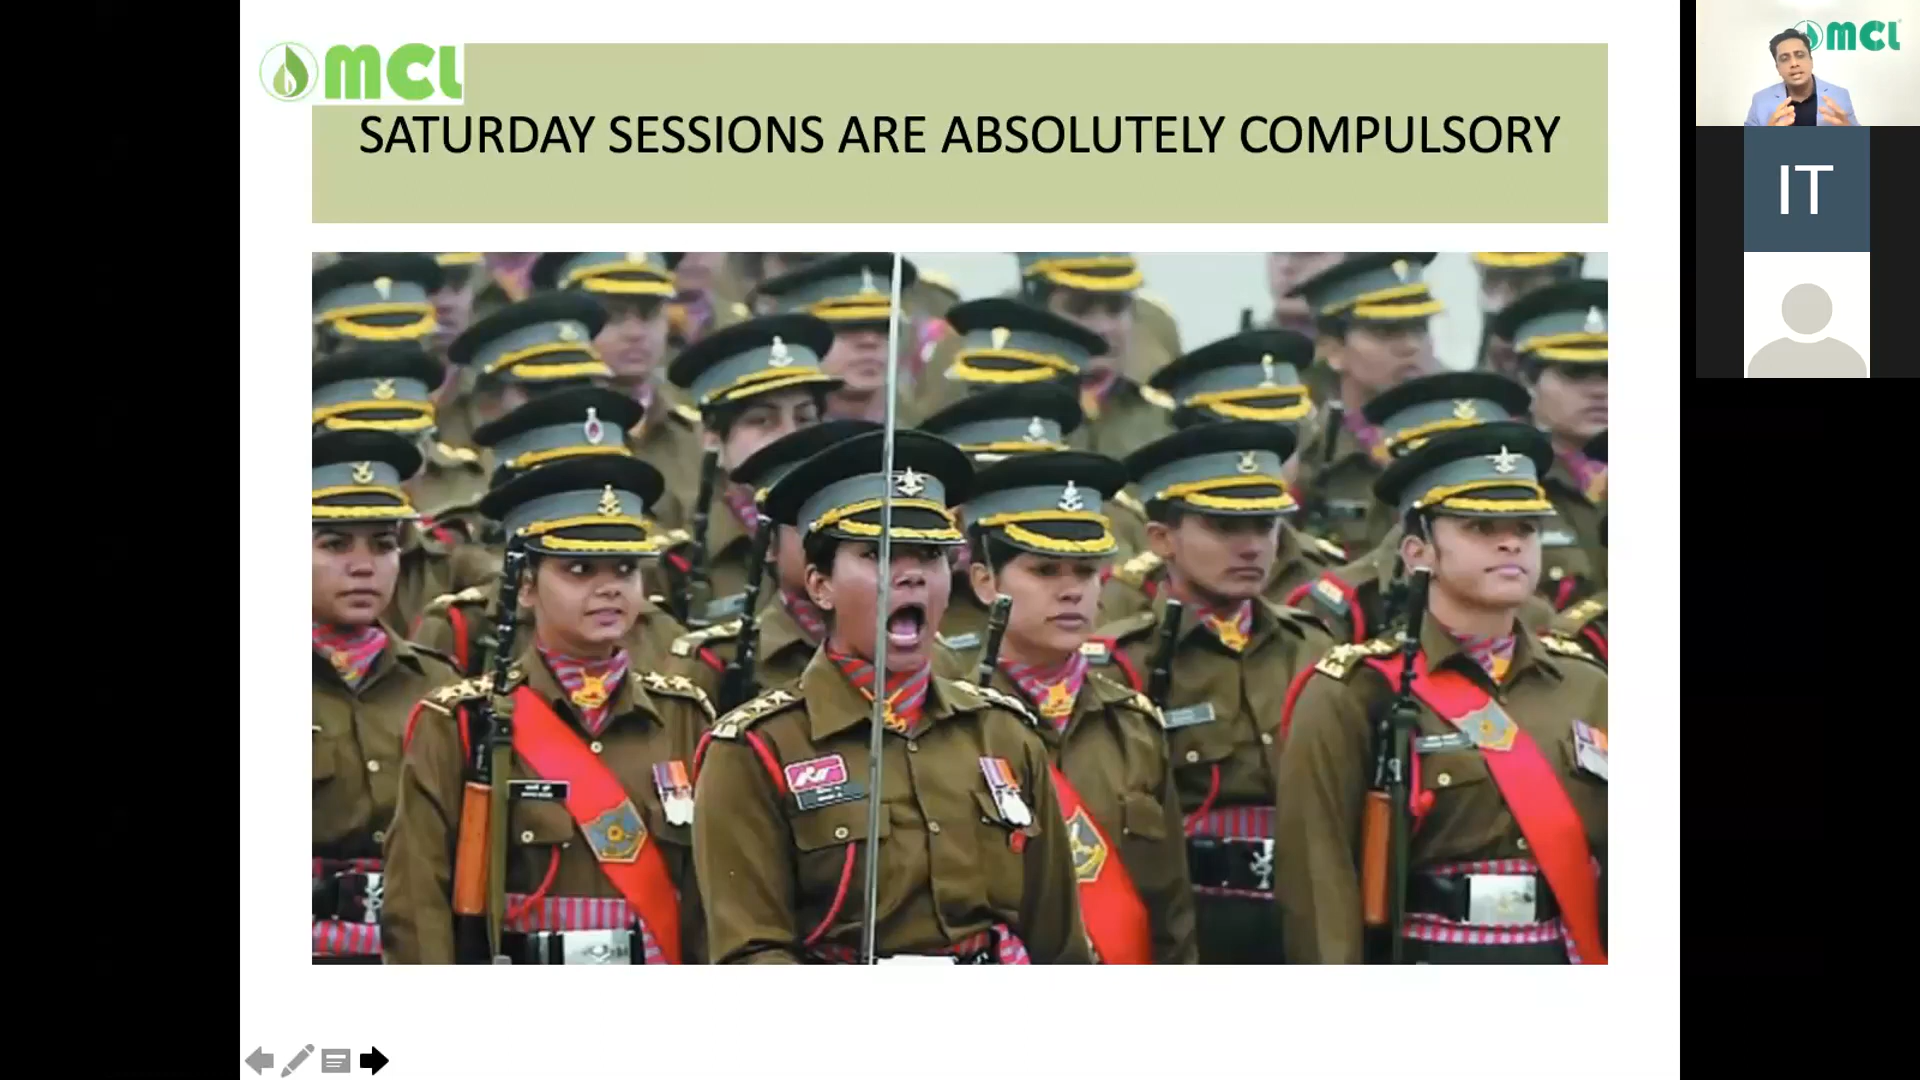 MCL
SATURDAY SESSIONS ARE ABSOLUTELY COMPULSORY
MCL
IT